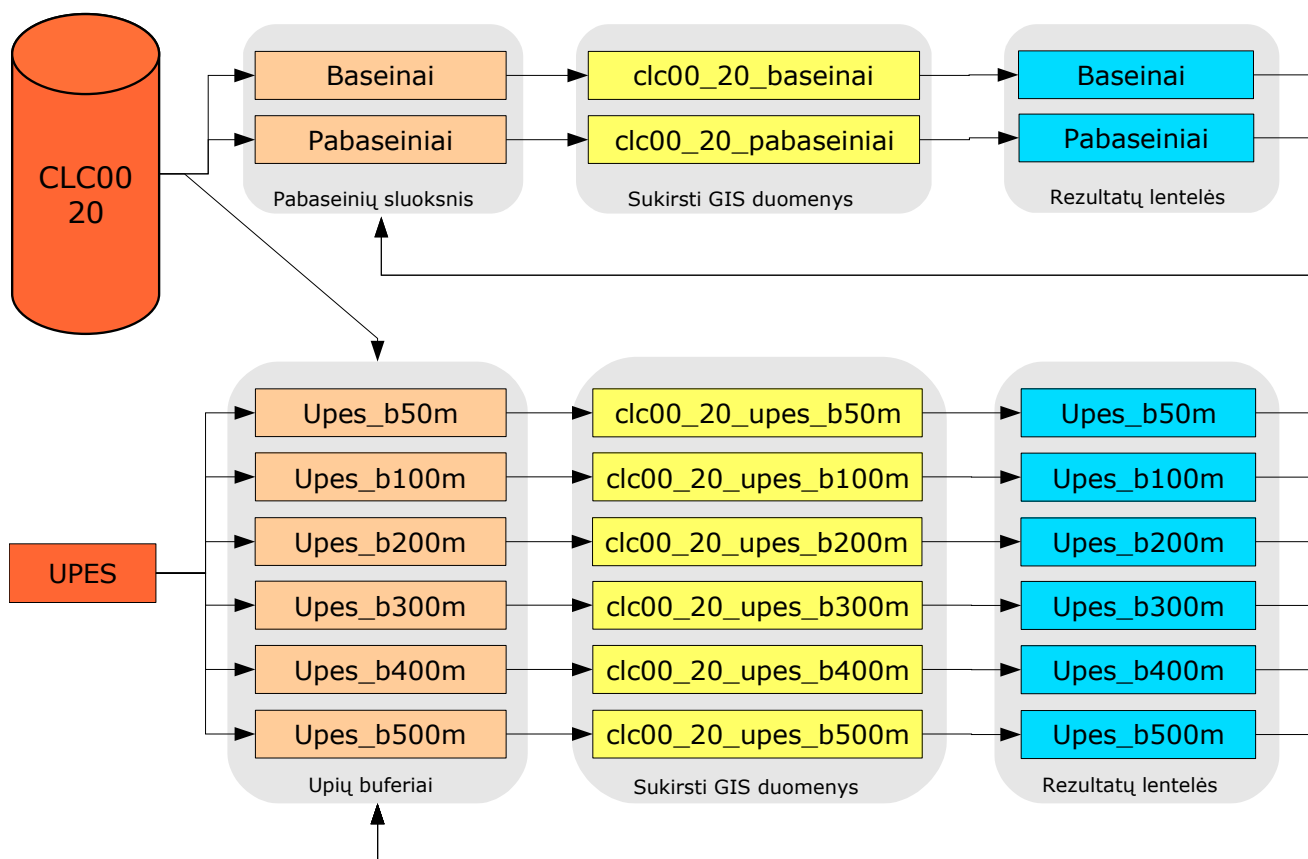 CLC00
20
Baseinai
clc00_20_baseinai
Baseinai
Pabaseiniai
clc00_20_pabaseiniai
Pabaseiniai
Pabaseinių sluoksnis
Sukirsti GIS duomenys
Rezultatų lentelės
UPES
Upes_b50m
clc00_20_upes_b50m
Upes_b50m
Upes_b100m
clc00_20_upes_b100m
Upes_b100m
Upes_b200m
clc00_20_upes_b200m
Upes_b200m
Upes_b300m
clc00_20_upes_b300m
Upes_b300m
Upes_b400m
clc00_20_upes_b400m
Upes_b400m
Upes_b500m
clc00_20_upes_b500m
Upes_b500m
Upių buferiai
Sukirsti GIS duomenys
Rezultatų lentelės